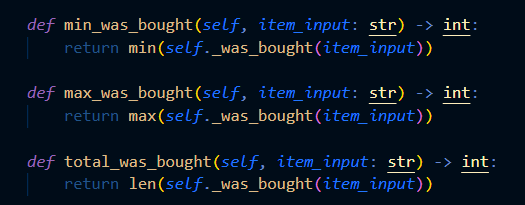 def min_was_bought(self, item_input: str) -> int:
    return min(self._was_bought(item_input))
def max_was_bought(self, item_input: str) -> int:
    return max(self._was_bought(item_input))
def total_was_bought(self, item_input: str) -> int:
    return len(self._was_bought(item_input))